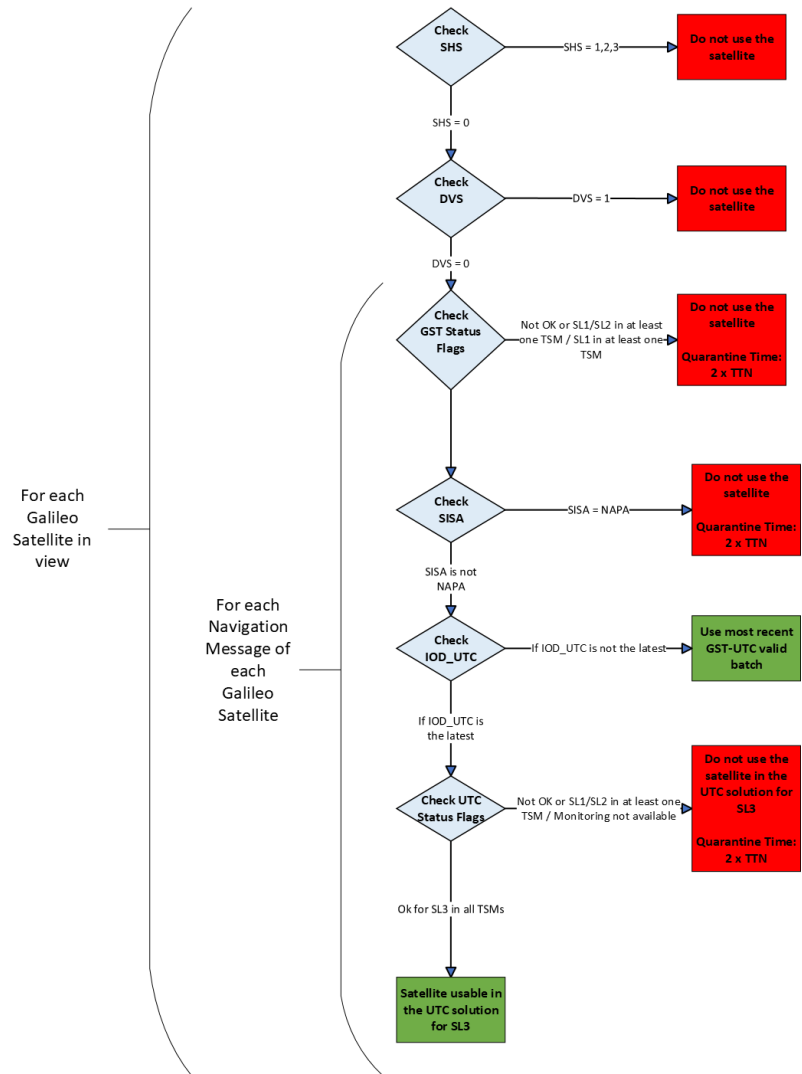 Check
SHS
SHS = 1,2,3
Do not use the
satellite
SHS = 0
Check
DVS
DVS = 1
Do not use the
satellite
DVS = 0
Check
GST Status
Flags
Not OK or SL1/SL2 in at least
one TSM / SL1 in at least one
TSM
Do not use the
satellite
Quarantine Time:
2 x TTN
For each
Galileo
Satellite in
view
Check
SISA
SISA = NAPA
Do not use the
satellite
Quarantine Time:
2 x TTN
SISA is not
NAPA
For each
Navigation
Message of
each
Galileo
Satellite
Check
IOD_UTC
If IOD_UTC is not the latest
Use most recent
GST-UTC valid
batch
If IOD_UTC is
the latest
Check UTC
Status Flags
Not OK or SL1/SL2 in at least one
TSM / Monitoring not available
Do not use the
satellite in the
UTC solution for
SL3
Quarantine Time:
2 x TTN
Ok for SL3 in all TSMs
Satellite usable in
the UTC solution
for SL3